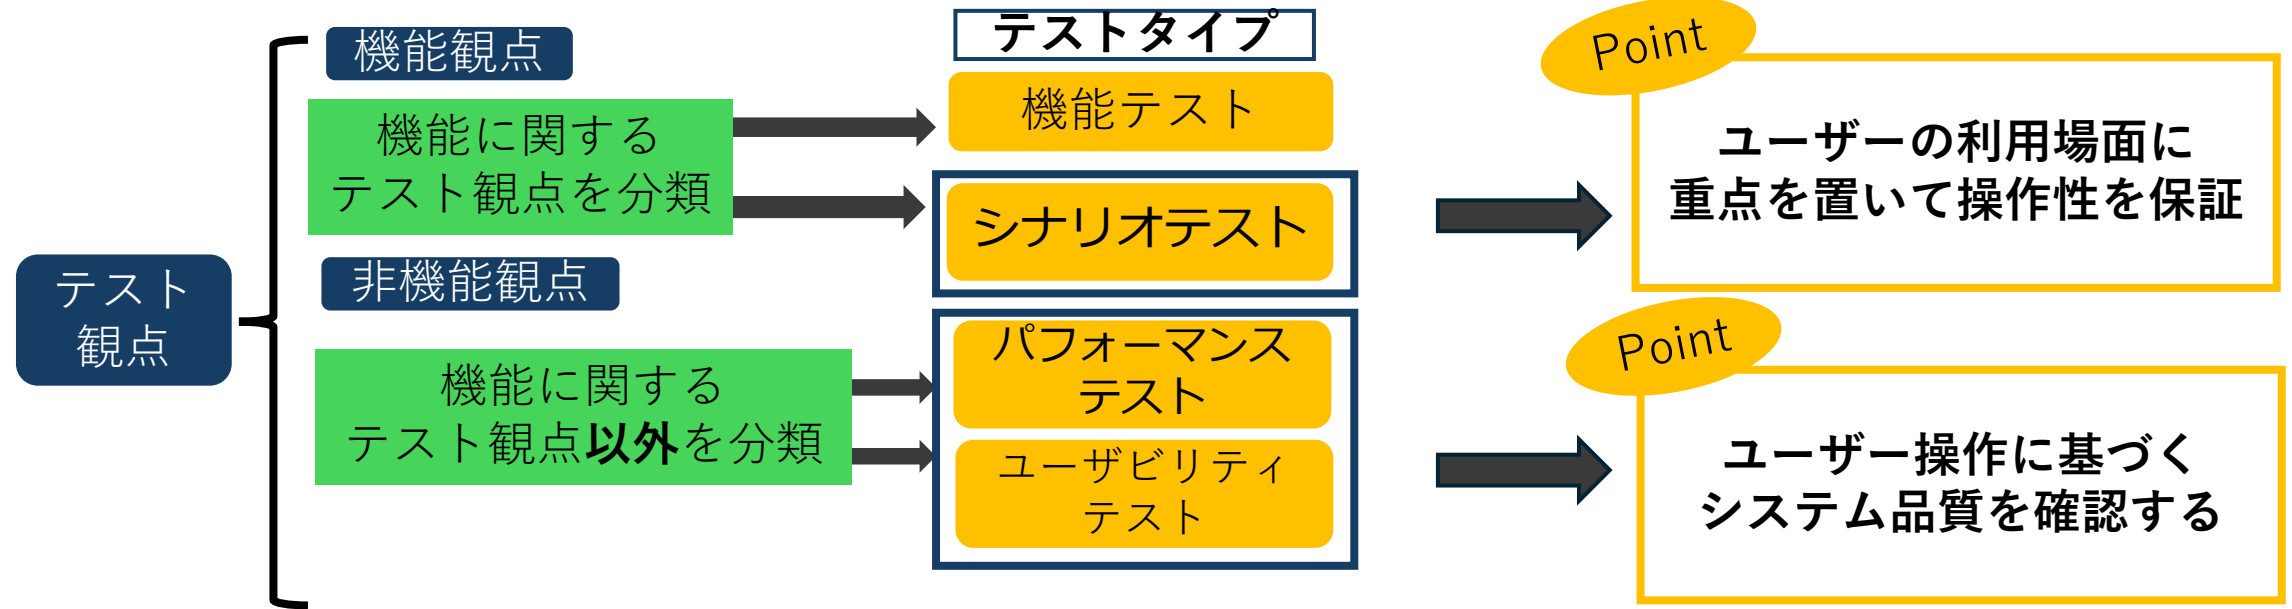 テスト
観点
機能観点
機能に関する
テスト観点を分類
非機能観点
機能に関する
テスト観点以外を分類
テストタイプ
機能テスト
シナリオテスト
パフォーマンス
テスト
ユーザビリティ
テスト
Point
ユーザーの利用場面に
重点を置いて操作性を保証
Point
ユーザー操作に基づく
システム品質を確認する